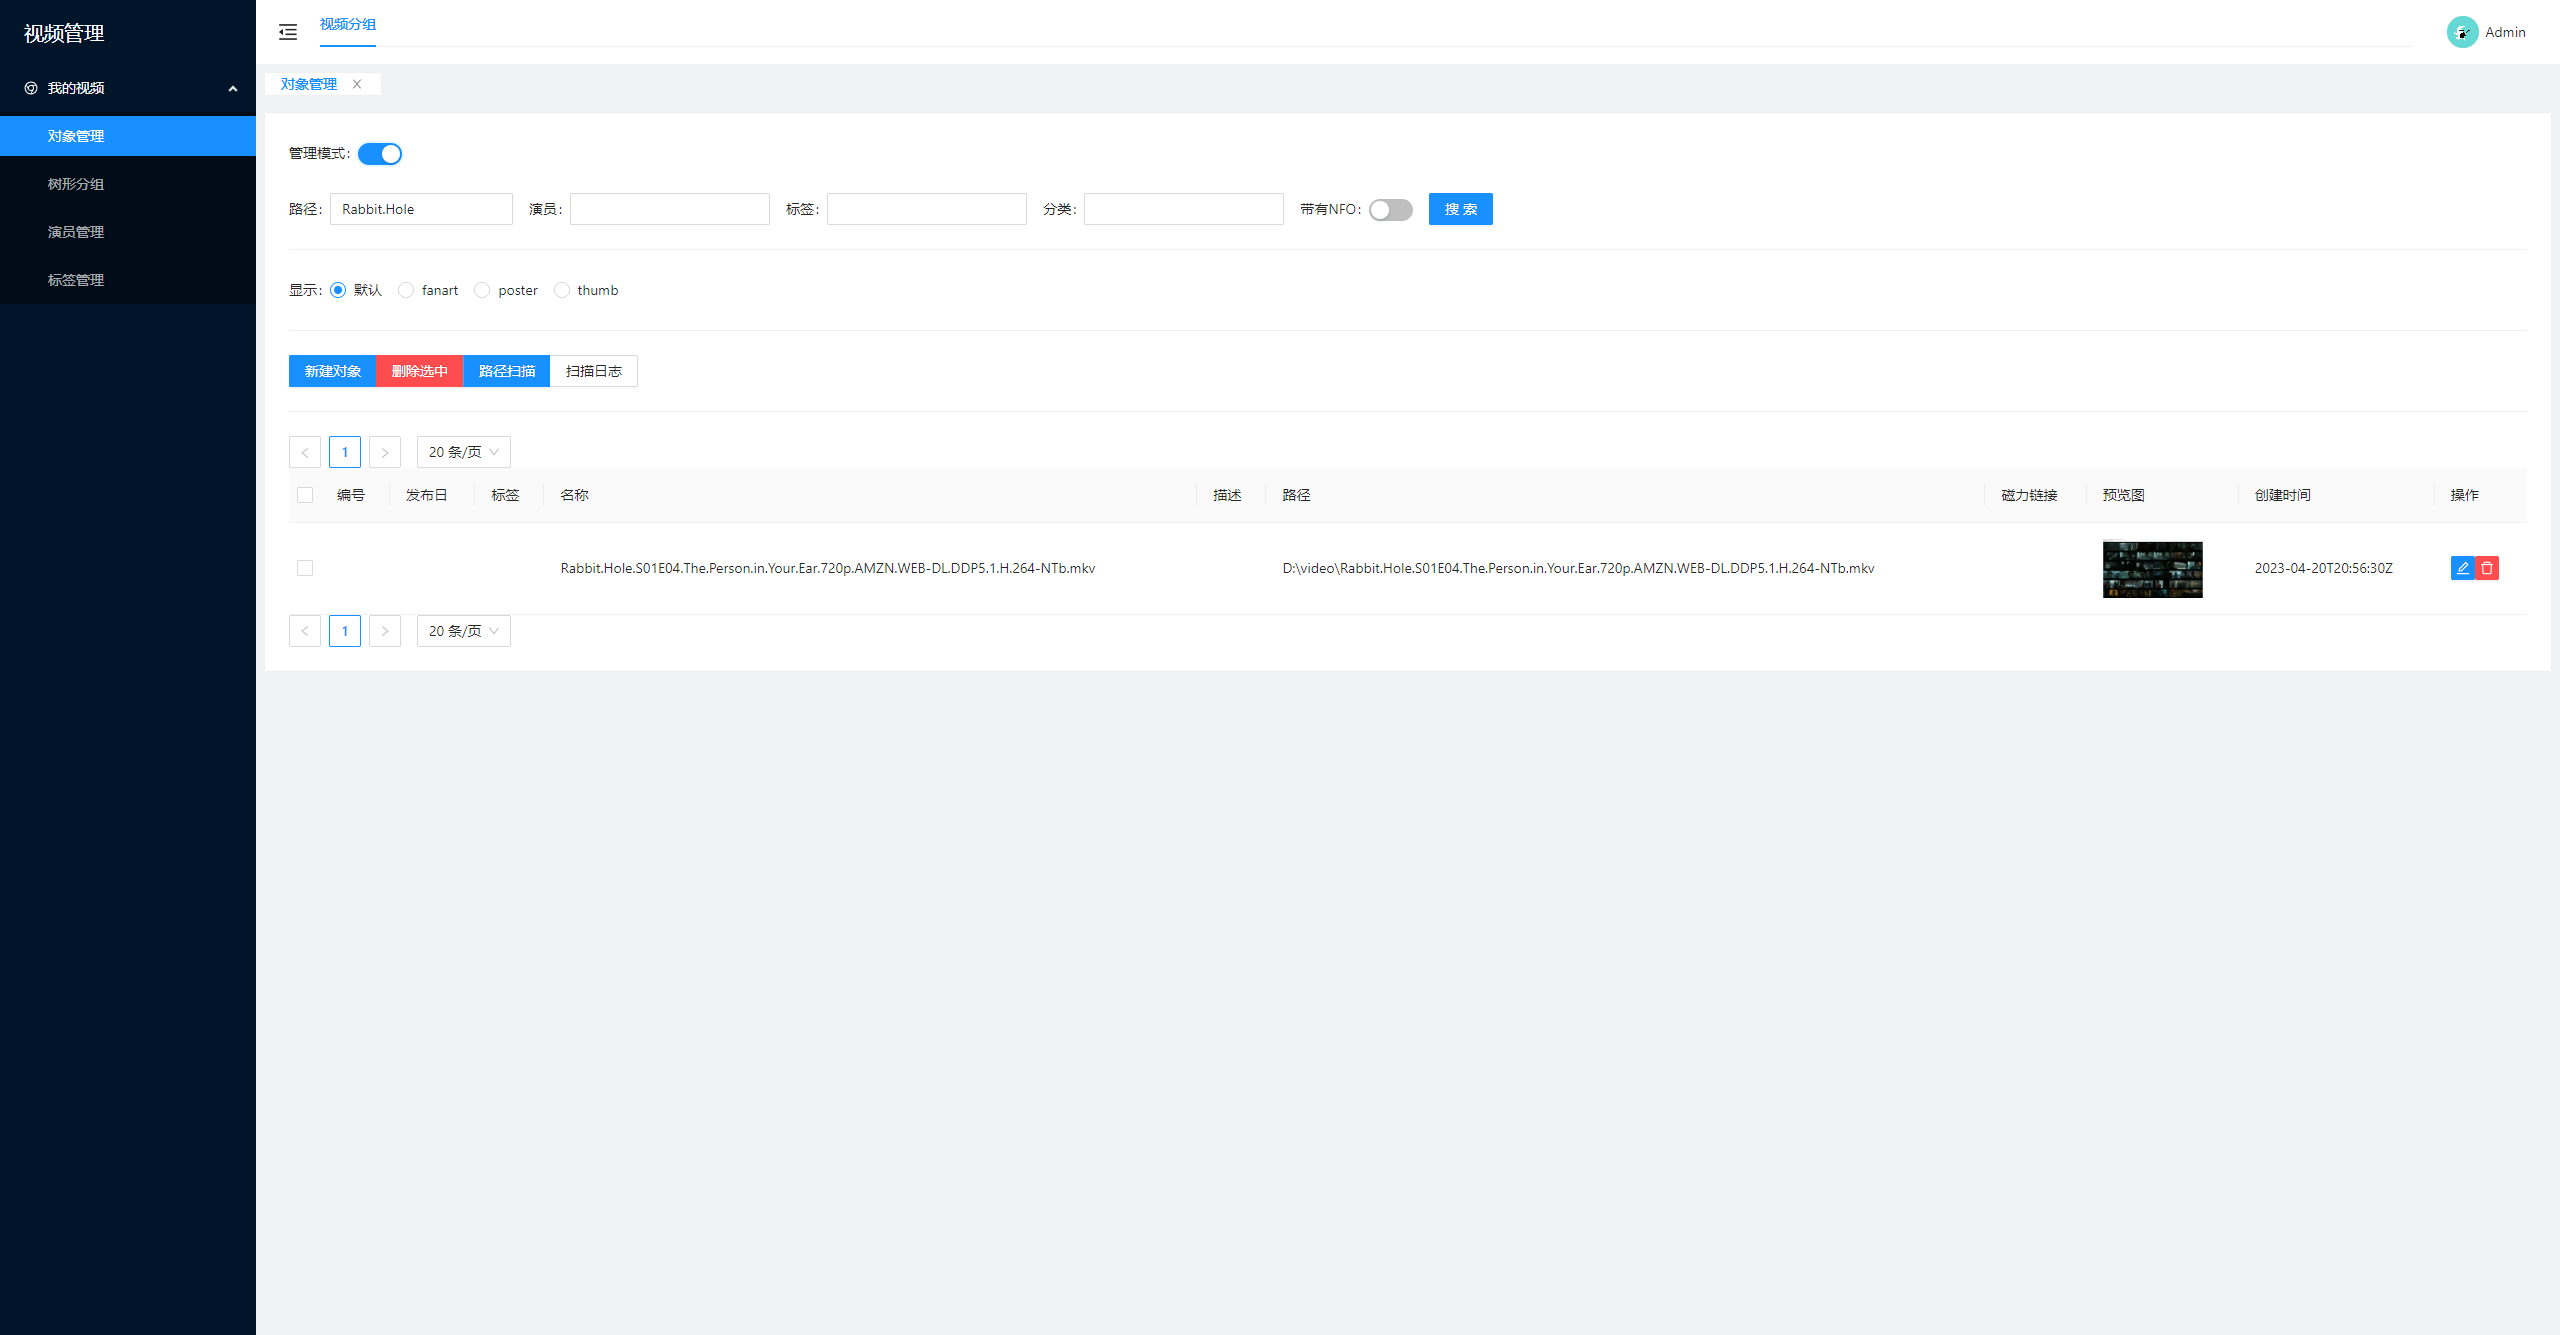 视频管理
视频分组
Admin
我的视频
对象管理
树形分组
演员管理
标签管理
对象管理
管理模式:
路径: Rabbit.Hole 演员: 标签: 分类: 带有NFO: 搜 索
显示: 默认 fanart poster thumb
新建对象 删除选中 路径扫描 扫描日志
1 20 条/页
编号 发布日 标签 名称 描述 路径 磁力链接 预览图 创建时间 操作
Rabbit.Hole.S01E04.The.Person.in.Your.Ear.720p.AMZN.WEB-DL.DDP5.1.H.264-NTb.mkv D:\video\Rabbit.Hole.S01E04.The.Person.in.Your.Ear.720p.AMZN.WEB-DL.DDP5.1.H.264-NTb.mkv 2023-04-20T20:56:30Z
1 20 条/页